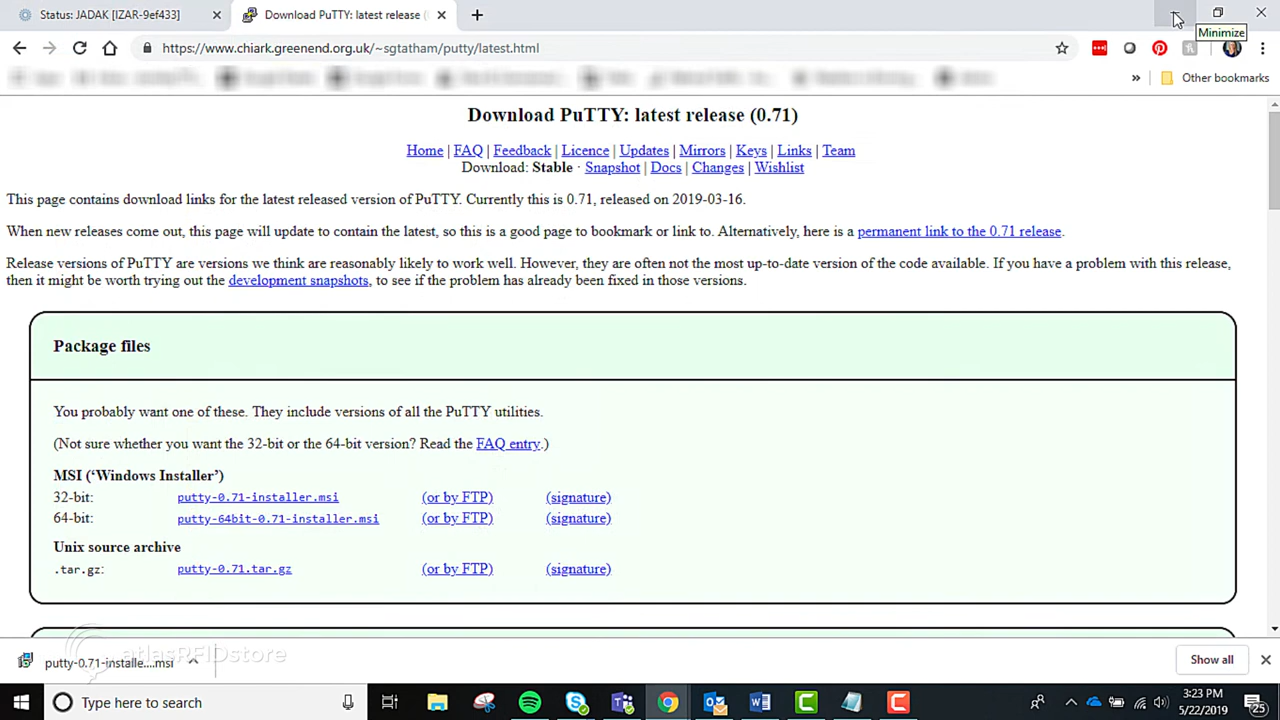 Status: JADAK [IZAR-9ef433]
Download PuTTY: latest release (
Minimize
https://www.chiark.greenend.org.uk/~sgtatham/putty/latest.html
» Other bookmarks
Download PuTTY: latest release (0.71)
Home | FAQ | Feedback | Licence | Updates | Mirrors | Keys | Links | Team
Download: Stable · Snapshot | Docs | Changes | Wishlist
This page contains download links for the latest released version of PuTTY. Currently this is 0.71, released on 2019-03-16.
When new releases come out, this page will update to contain the latest, so this is a good page to bookmark or link to. Alternatively, here is a permanent link to the 0.71 release.
Release versions of PuTTY are versions we think are reasonably likely to work well. However, they are often not the most up-to-date version of the code available. If you have a problem with this release,
then it might be worth trying out the development snapshots, to see if the problem has already been fixed in those versions.
Package files
You probably want one of these. They include versions of all the PuTTY utilities.
(Not sure whether you want the 32-bit or the 64-bit version? Read the FAQ entry.)
MSI (‘Windows Installer’)
32-bit: putty-0.71-installer.msi (or by FTP) (signature)
64-bit: putty-64bit-0.71-installer.msi (or by FTP) (signature)
Unix source archive
.tar.gz: putty-0.71.tar.gz (or by FTP) (signature)
atlasRFIDstore
putty-0.71-installe....msi
Show all
Type here to search
3:23 PM
5/22/2019
25